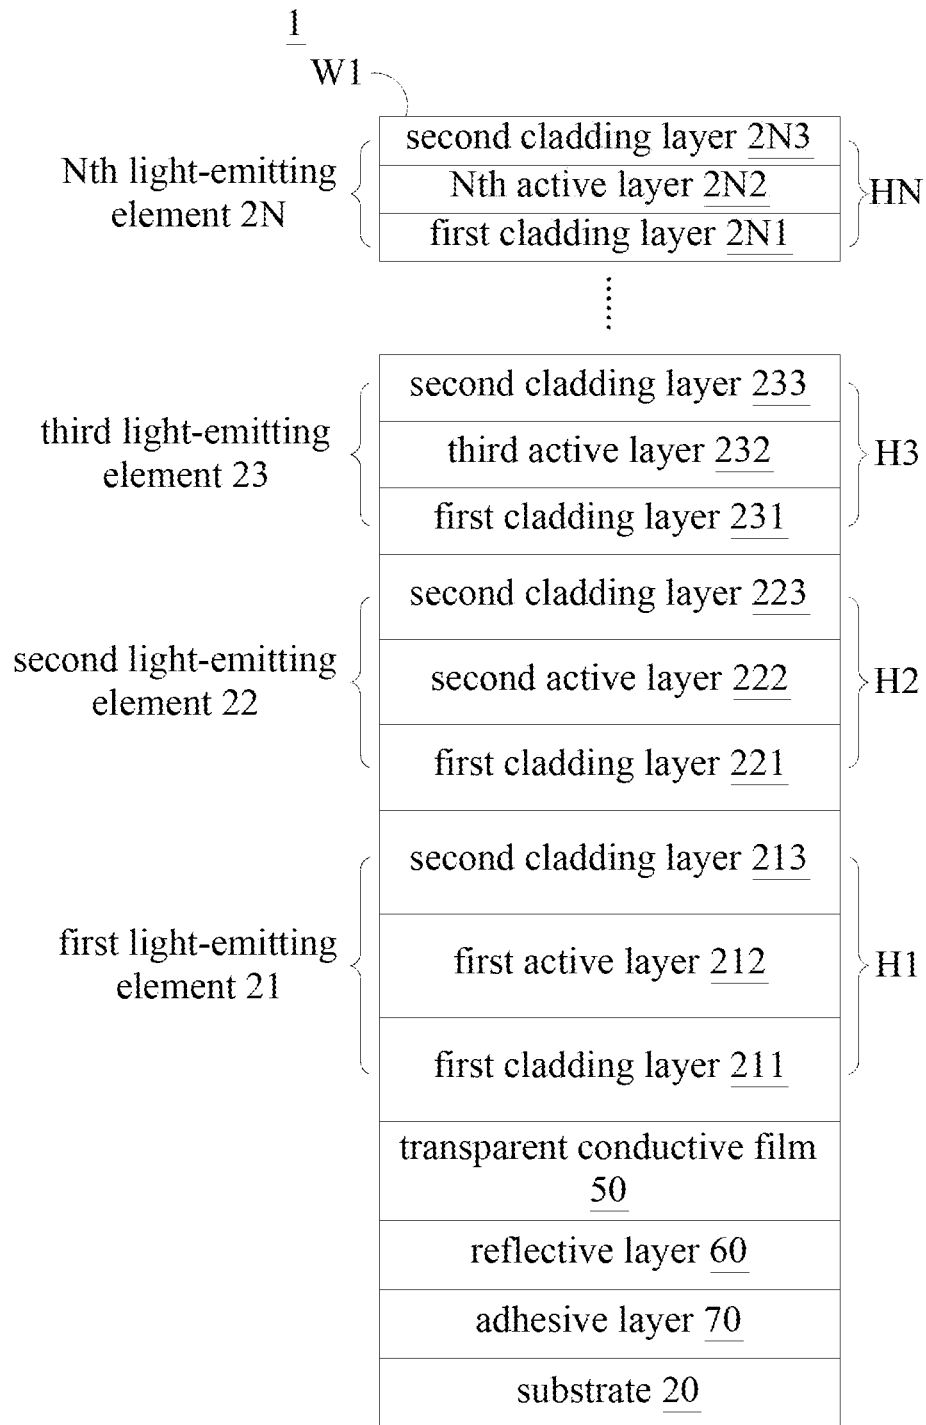 1
W1
second cladding layer 2N3
Nth light-emitting
element 2N
Nth active layer 2N2
HN
first cladding layer 2N1
second cladding layer 233
third light-emitting
element 23
third active layer 232
H3
first cladding layer 231
second cladding layer 223
second light-emitting
element 22
second active layer 222
H2
first cladding layer 221
second cladding layer 213
first light-emitting
element 21
first active layer 212
H1
first cladding layer 211
transparent conductive film
50
reflective layer 60
adhesive layer 70
substrate 20